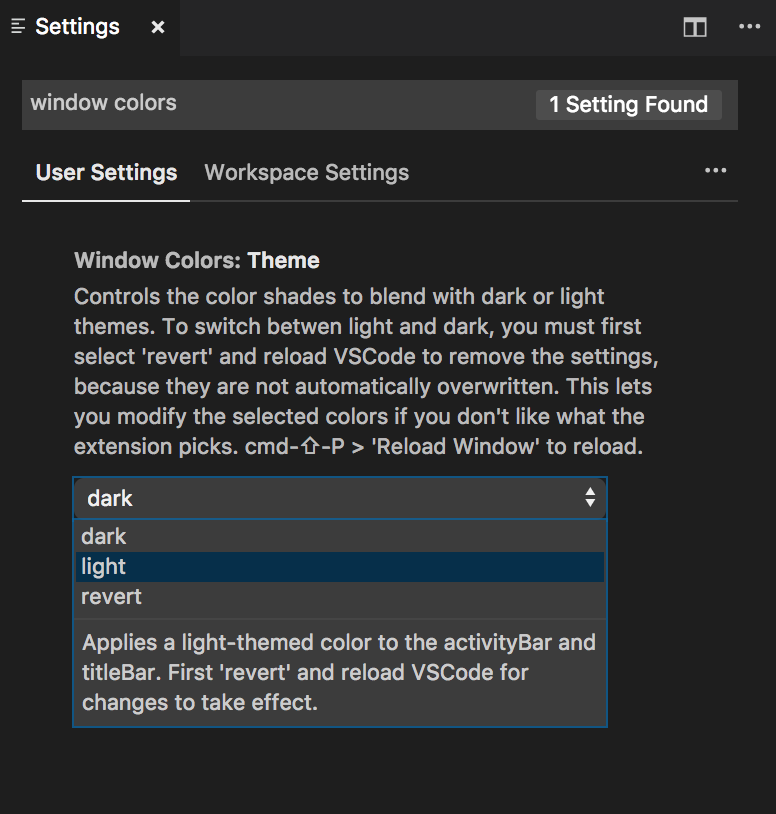 Settings
window colors
1 Setting Found
User Settings
Workspace Settings
Window Colors: Theme
Controls the color shades to blend with dark or light
themes. To switch betwen light and dark, you must first
select 'revert' and reload VSCode to remove the settings,
because they are not automatically overwritten. This lets
you modify the selected colors if you don't like what the
extension picks. cmd-⇧-P > 'Reload Window' to reload.
dark
dark
light
revert
Applies a light-themed color to the activityBar and
titleBar. First 'revert' and reload VSCode for
changes to take effect.